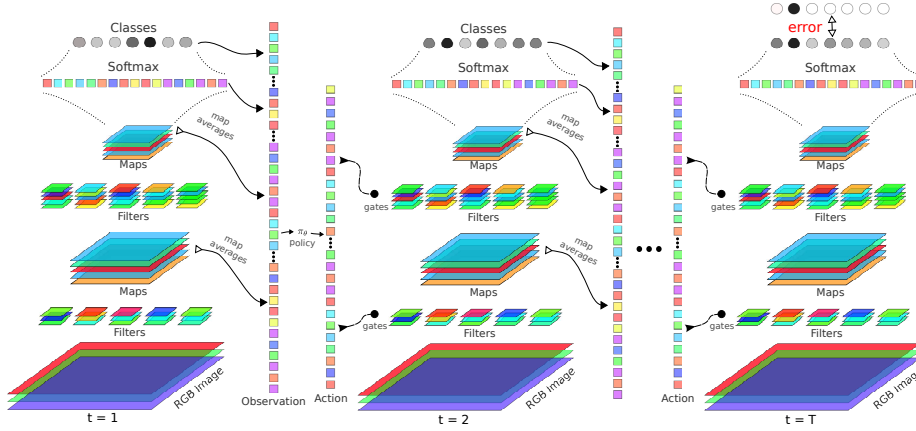 Classes
Softmax
map
averages
Maps
Filters
map
averages
Maps
Filters
RGB Image
t = 1
Observation
πθ
policy
Action
Classes
Softmax
map
averages
Maps
gates
Filters
map
averages
Maps
gates
Filters
RGB Image
t = 2
error
Softmax
Maps
gates
Filters
Maps
gates
Filters
RGB Image
Action
t = T